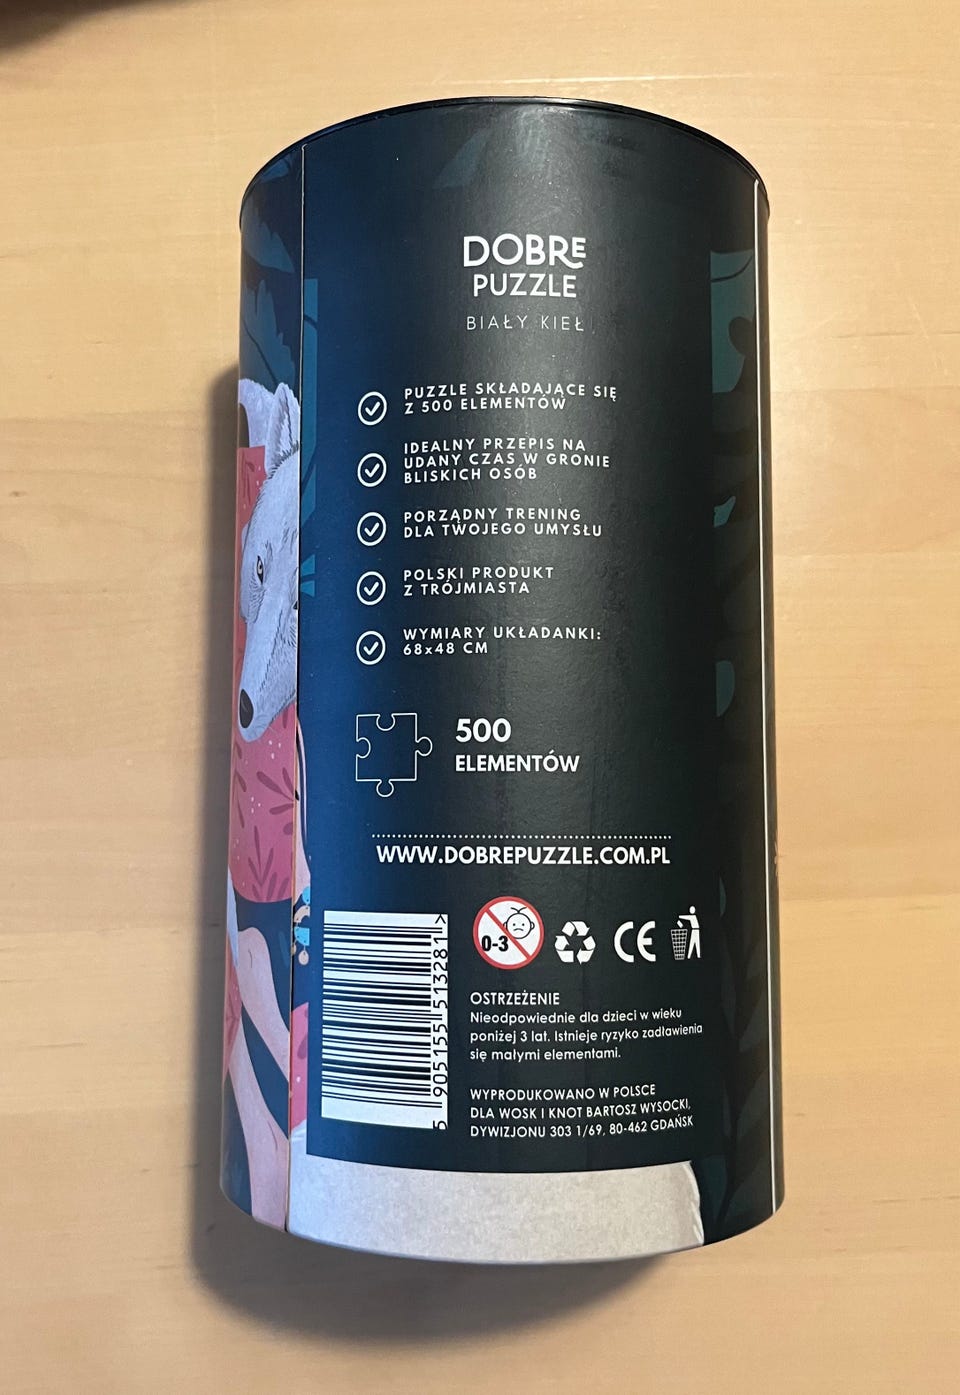 DOBRE
PUZZLE
BIAŁY KIEŁ
PUZZLE SKŁADAJĄCE SIĘ
Z 500 ELEMENTÓW
IDEALNY PRZEPIS NA
UDANY CZAS W GRONIE
BLISKICH OSÓB
PORZĄDNY TRENING
DLA TWOJEGO UMYSŁU
POLSKI PRODUKT
Z TRÓJMIASTA
WYMIARY UKŁADANKI:
68x48 CM
500
ELEMENTÓW
WWW.DOBREPUZZLE.COM.PL
5 905155 513281 >
0-3
CE
OSTRZEŻENIE
Nieodpowiednie dla dzieci w wieku
poniżej 3 lat. Istnieje ryzyko zadławienia
się małymi elementami.
WYPRODUKOWANO W POLSCE
DLA WOSK I KNOT BARTOSZ WYSOCKI,
DYWIZJONU 303 1/69, 80-462 GDAŃSK